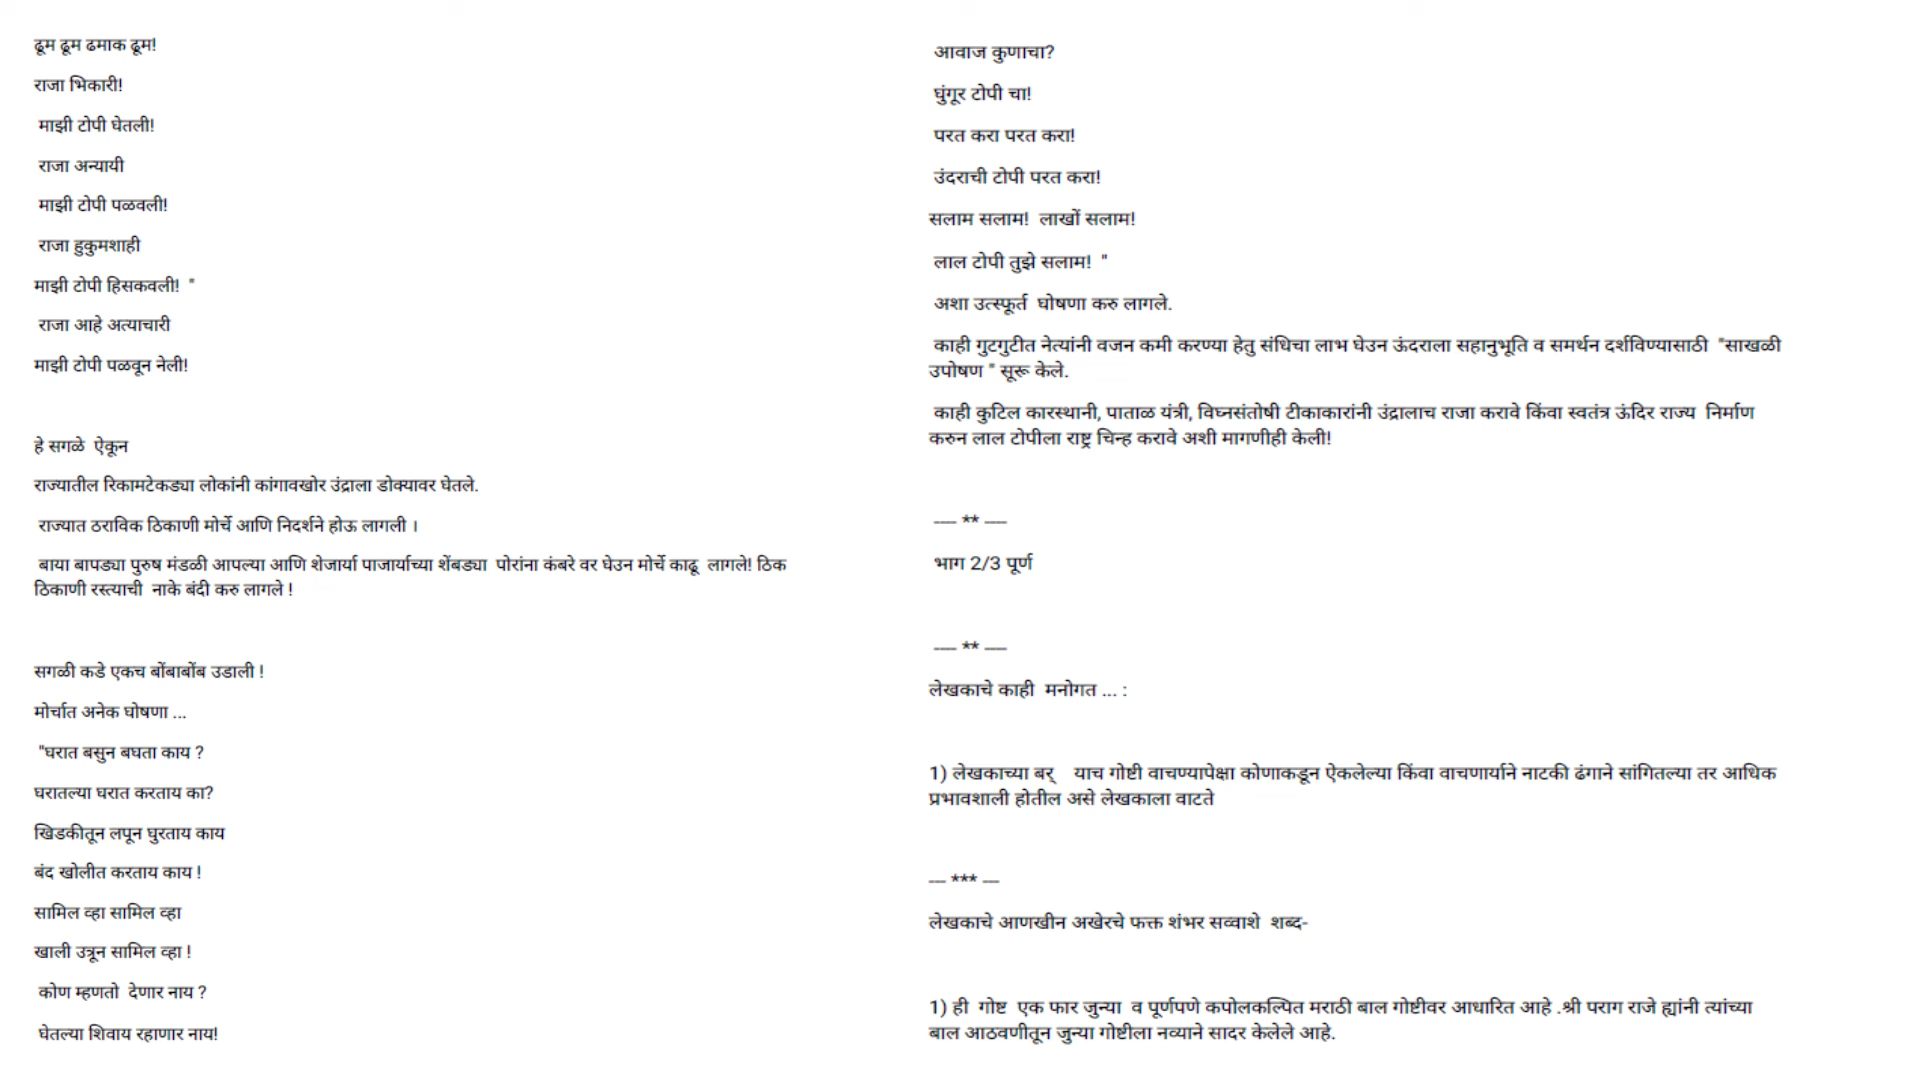 ढूम ढूम ढमाक ढूम!
राजा भिकारी!
माझी टोपी घेतली!
राजा अन्यायी
माझी टोपी पळवली!
राजा हुकुमशाही
माझी टोपी हिसकवली! "
राजा आहे अत्याचारी
माझी टोपी पळवून नेली!
हे सगळे ऐकून
राज्यातील रिकामटेकड्या लोकांनी कांगावखोर उंद्राला डोक्यावर घेतले.
राज्यात ठराविक ठिकाणी मोर्चे आणि निदर्शने होऊ लागली ।
बाया बापड्या पुरुष मंडळी आपल्या आणि शेजार्या पाजार्याच्या शेंबड्या पोरांना कंबरे वर घेउन मोर्चे काढू लागले! ठिक
ठिकाणी रस्त्याची नाके बंदी करु लागले !
सगळी कडे एकच बोंबाबोंब उडाली !
मोर्चात अनेक घोषणा ...
"घरात बसुन बघता काय ?
घरातल्या घरात करताय का?
खिडकीतून लपून घुरताय काय
बंद खोलीत करताय काय !
सामिल व्हा सामिल व्हा
खाली उत्रून सामिल व्हा !
कोण म्हणतो देणार नाय ?
घेतल्या शिवाय रहाणार नाय!
आवाज कुणाचा?
घुंगूर टोपी चा!
परत करा परत करा!
उंदराची टोपी परत करा!
सलाम सलाम! लाखों सलाम!
लाल टोपी तुझे सलाम! "
अशा उत्स्फूर्त घोषणा करु लागले.
काही गुटगुटीत नेत्यांनी वजन कमी करण्या हेतु संधिचा लाभ घेउन ऊंदराला सहानुभूति व समर्थन दर्शविण्यासाठी "साखळी
उपोषण " सूरू केले.
काही कुटिल कारस्थानी, पाताळ यंत्री, विघ्नसंतोषी टीकाकारांनी उंद्रालाच राजा करावे किंवा स्वतंत्र ऊंदिर राज्य निर्माण
करुन लाल टोपीला राष्ट्र चिन्ह करावे अशी मागणीही केली!
---- ** ----
भाग 2/3 पूर्ण
---- ** ----
लेखकाचे काही मनोगत ... :
1) लेखकाच्या बर् याच गोष्टी वाचण्यापेक्षा कोणाकडून ऐकलेल्या किंवा वाचणार्याने नाटकी ढंगाने सांगितल्या तर आधिक
प्रभावशाली होतील असे लेखकाला वाटते
--- *** ---
लेखकाचे आणखीन अखेरचे फक्त शंभर सव्वाशे शब्द-
1) ही गोष्ट एक फार जुन्या व पूर्णपणे कपोलकल्पित मराठी बाल गोष्टीवर आधारित आहे .श्री पराग राजे ह्यांनी त्यांच्या
बाल आठवणीतून जुन्या गोष्टीला नव्याने सादर केलेले आहे.